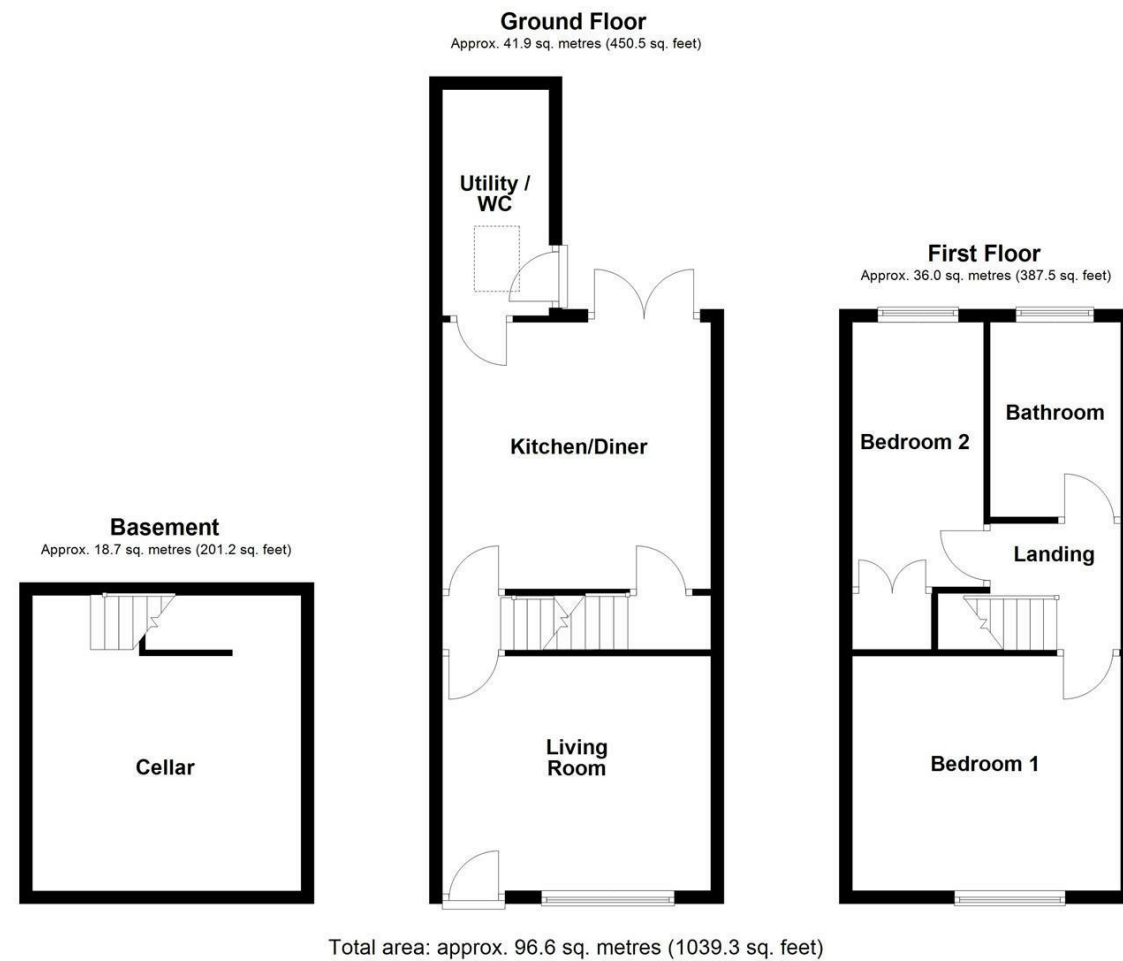 Ground Floor
Approx. 41.9 sq. metres (450.5 sq. feet)
Utility /
WC
Kitchen/Diner
Living
Room
First Floor
Approx. 36.0 sq. metres (387.5 sq. feet)
Bedroom 2
Bathroom
Landing
Bedroom 1
Basement
Approx. 18.7 sq. metres (201.2 sq. feet)
Cellar
Total area: approx. 96.6 sq. metres (1039.3 sq. feet)